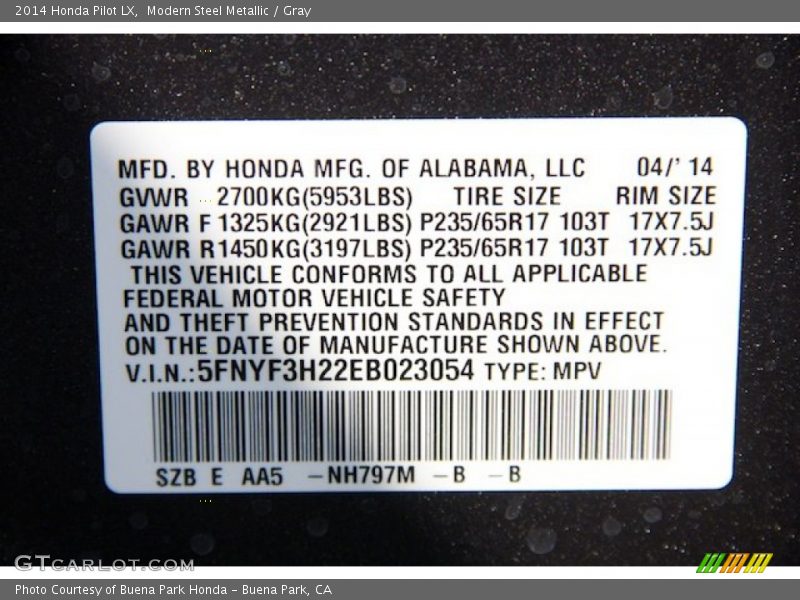 2014 Honda Pilot LX,  Modern Steel Metallic / Gray
MFD. BY HONDA MFG. OF ALABAMA, LLC 04/' 14
GVWR 2700KG(5953LBS) TIRE SIZE RIM SIZE
GAWR F 1325KG(2921LBS) P235/65R17 103T 17X7.5J
GAWR R1450KG(3197LBS) P235/65R17 103T 17X7.5J
THIS VEHICLE CONFORMS TO ALL APPLICABLE
FEDERAL MOTOR VEHICLE SAFETY
AND THEFT PREVENTION STANDARDS IN EFFECT
ON THE DATE OF MANUFACTURE SHOWN ABOVE.
V.I.N.:5FNYF3H22EB023054 TYPE: MPV
SZB E AA5 -NH797M -B -B
GTCARLOT.COM
Photo Courtesy of Buena Park Honda - Buena Park, CA